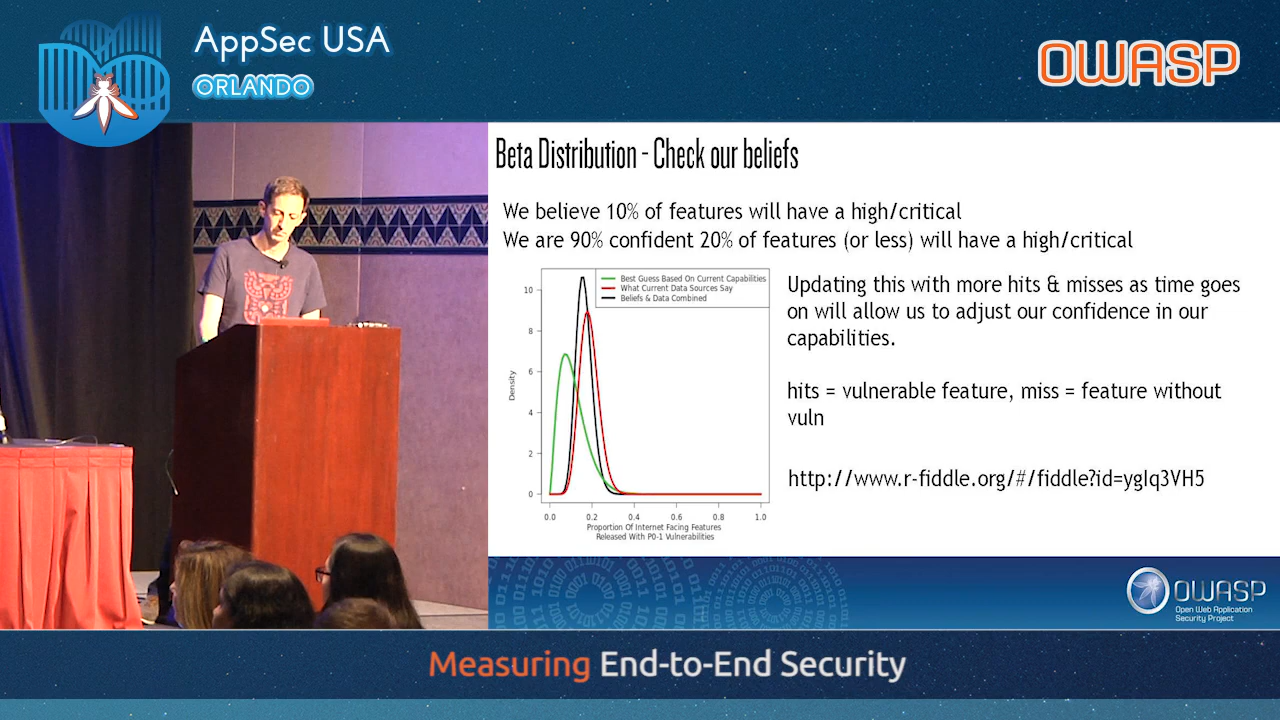 AppSec USA
ORLANDO
OWASP
Beta Distribution - Check our beliefs
We believe 10% of features will have a high/critical
We are 90% confident 20% of features (or less) will have a high/critical
Best Guess Based On Current Capabilities
What Current Data Sources Say
Beliefs & Data Combined
Density
10
8
6
4
2
0
0.0 0.2 0.4 0.6 0.8 1.0
Proportion Of Internet Facing Features
Released With P0-1 Vulnerabilities
Updating this with more hits & misses as time goes
on will allow us to adjust our confidence in our
capabilities.
hits = vulnerable feature, miss = feature without
vuln
http://www.r-fiddle.org/#/fiddle?id=yglq3VH5
OWASP
Open Web Application
Security Project
Measuring End-to-End Security